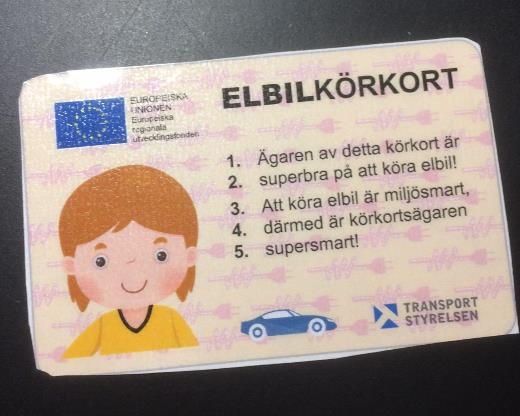 EUROPEISKA
UNIONEN
Europeiska
regionala
utvecklingsfonden
ELBILKÖRKORT
1. Ägaren av detta körkort är
2. superbra på att köra elbil!
3. Att köra elbil är miljösmart,
4. därmed är körkortsägaren
5. supersmart!
TRANSPORT
STYRELSEN